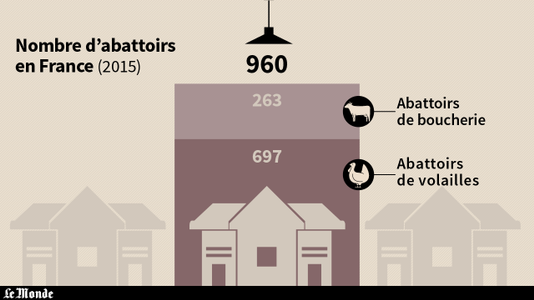 Nombre d’abattoirs
en France (2015)
960
263
Abattoirs
de boucherie
697
Abattoirs
de volailles
Le Monde